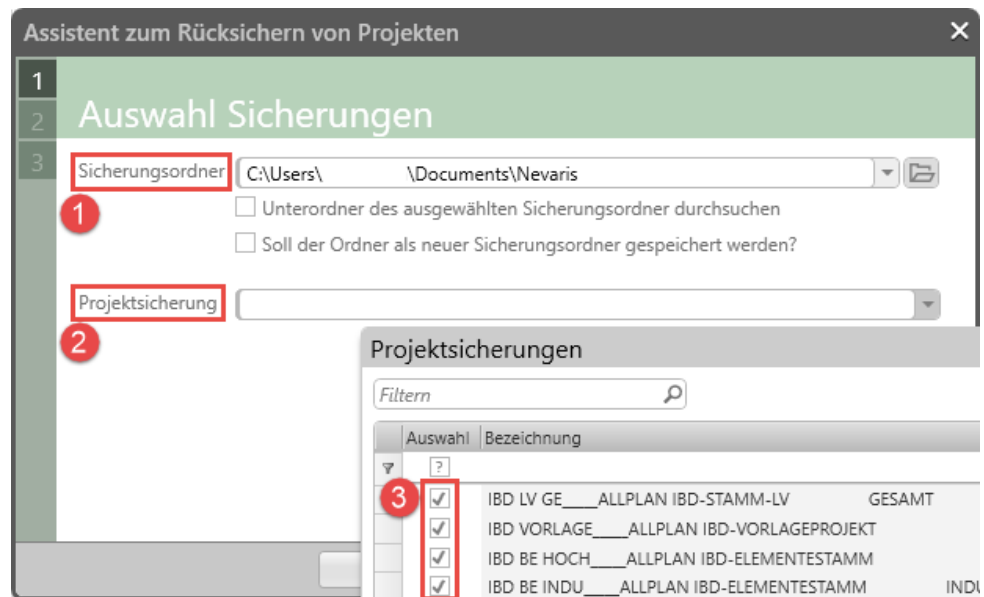 Assistent zum Rücksichern von Projekten
1
2
3
Auswahl Sicherungen
Sicherungsordner C:\Users\ \Documents\Nevaris
1
Unterordner des ausgewählten Sicherungsordner durchsuchen
Soll der Ordner als neuer Sicherungsordner gespeichert werden?
Projektsicherung
2
Projektsicherungen
Filtern
Auswahl Bezeichnung
?
3
IBD LV GE____ALLPLAN IBD-STAMM-LV GESAMT
IBD VORLAGE____ALLPLAN IBD-VORLAGEPROJEKT
IBD BE HOCH____ALLPLAN IBD-ELEMENTESTAMM
IBD BE INDU____ALLPLAN IBD-ELEMENTESTAMM INDU